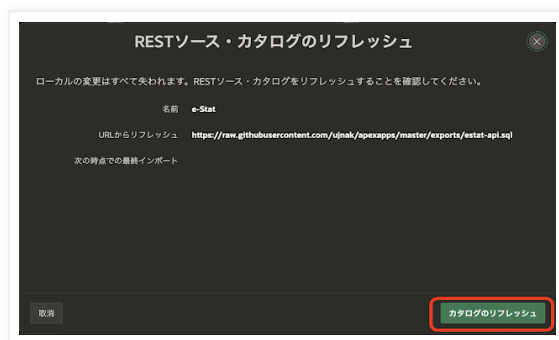 RESTソース・カタログのリフレッシュ
ローカルの変更はすべて失われます。RESTソース・カタログをリフレッシュすることを確認してください。
名前 e-Stat
URLからリフレッシュ https://raw.githubusercontent.com/ujnak/apexapps/master/exports/estat-api.sql
次の時点での最終インポート
取消 カタログのリフレッシュ